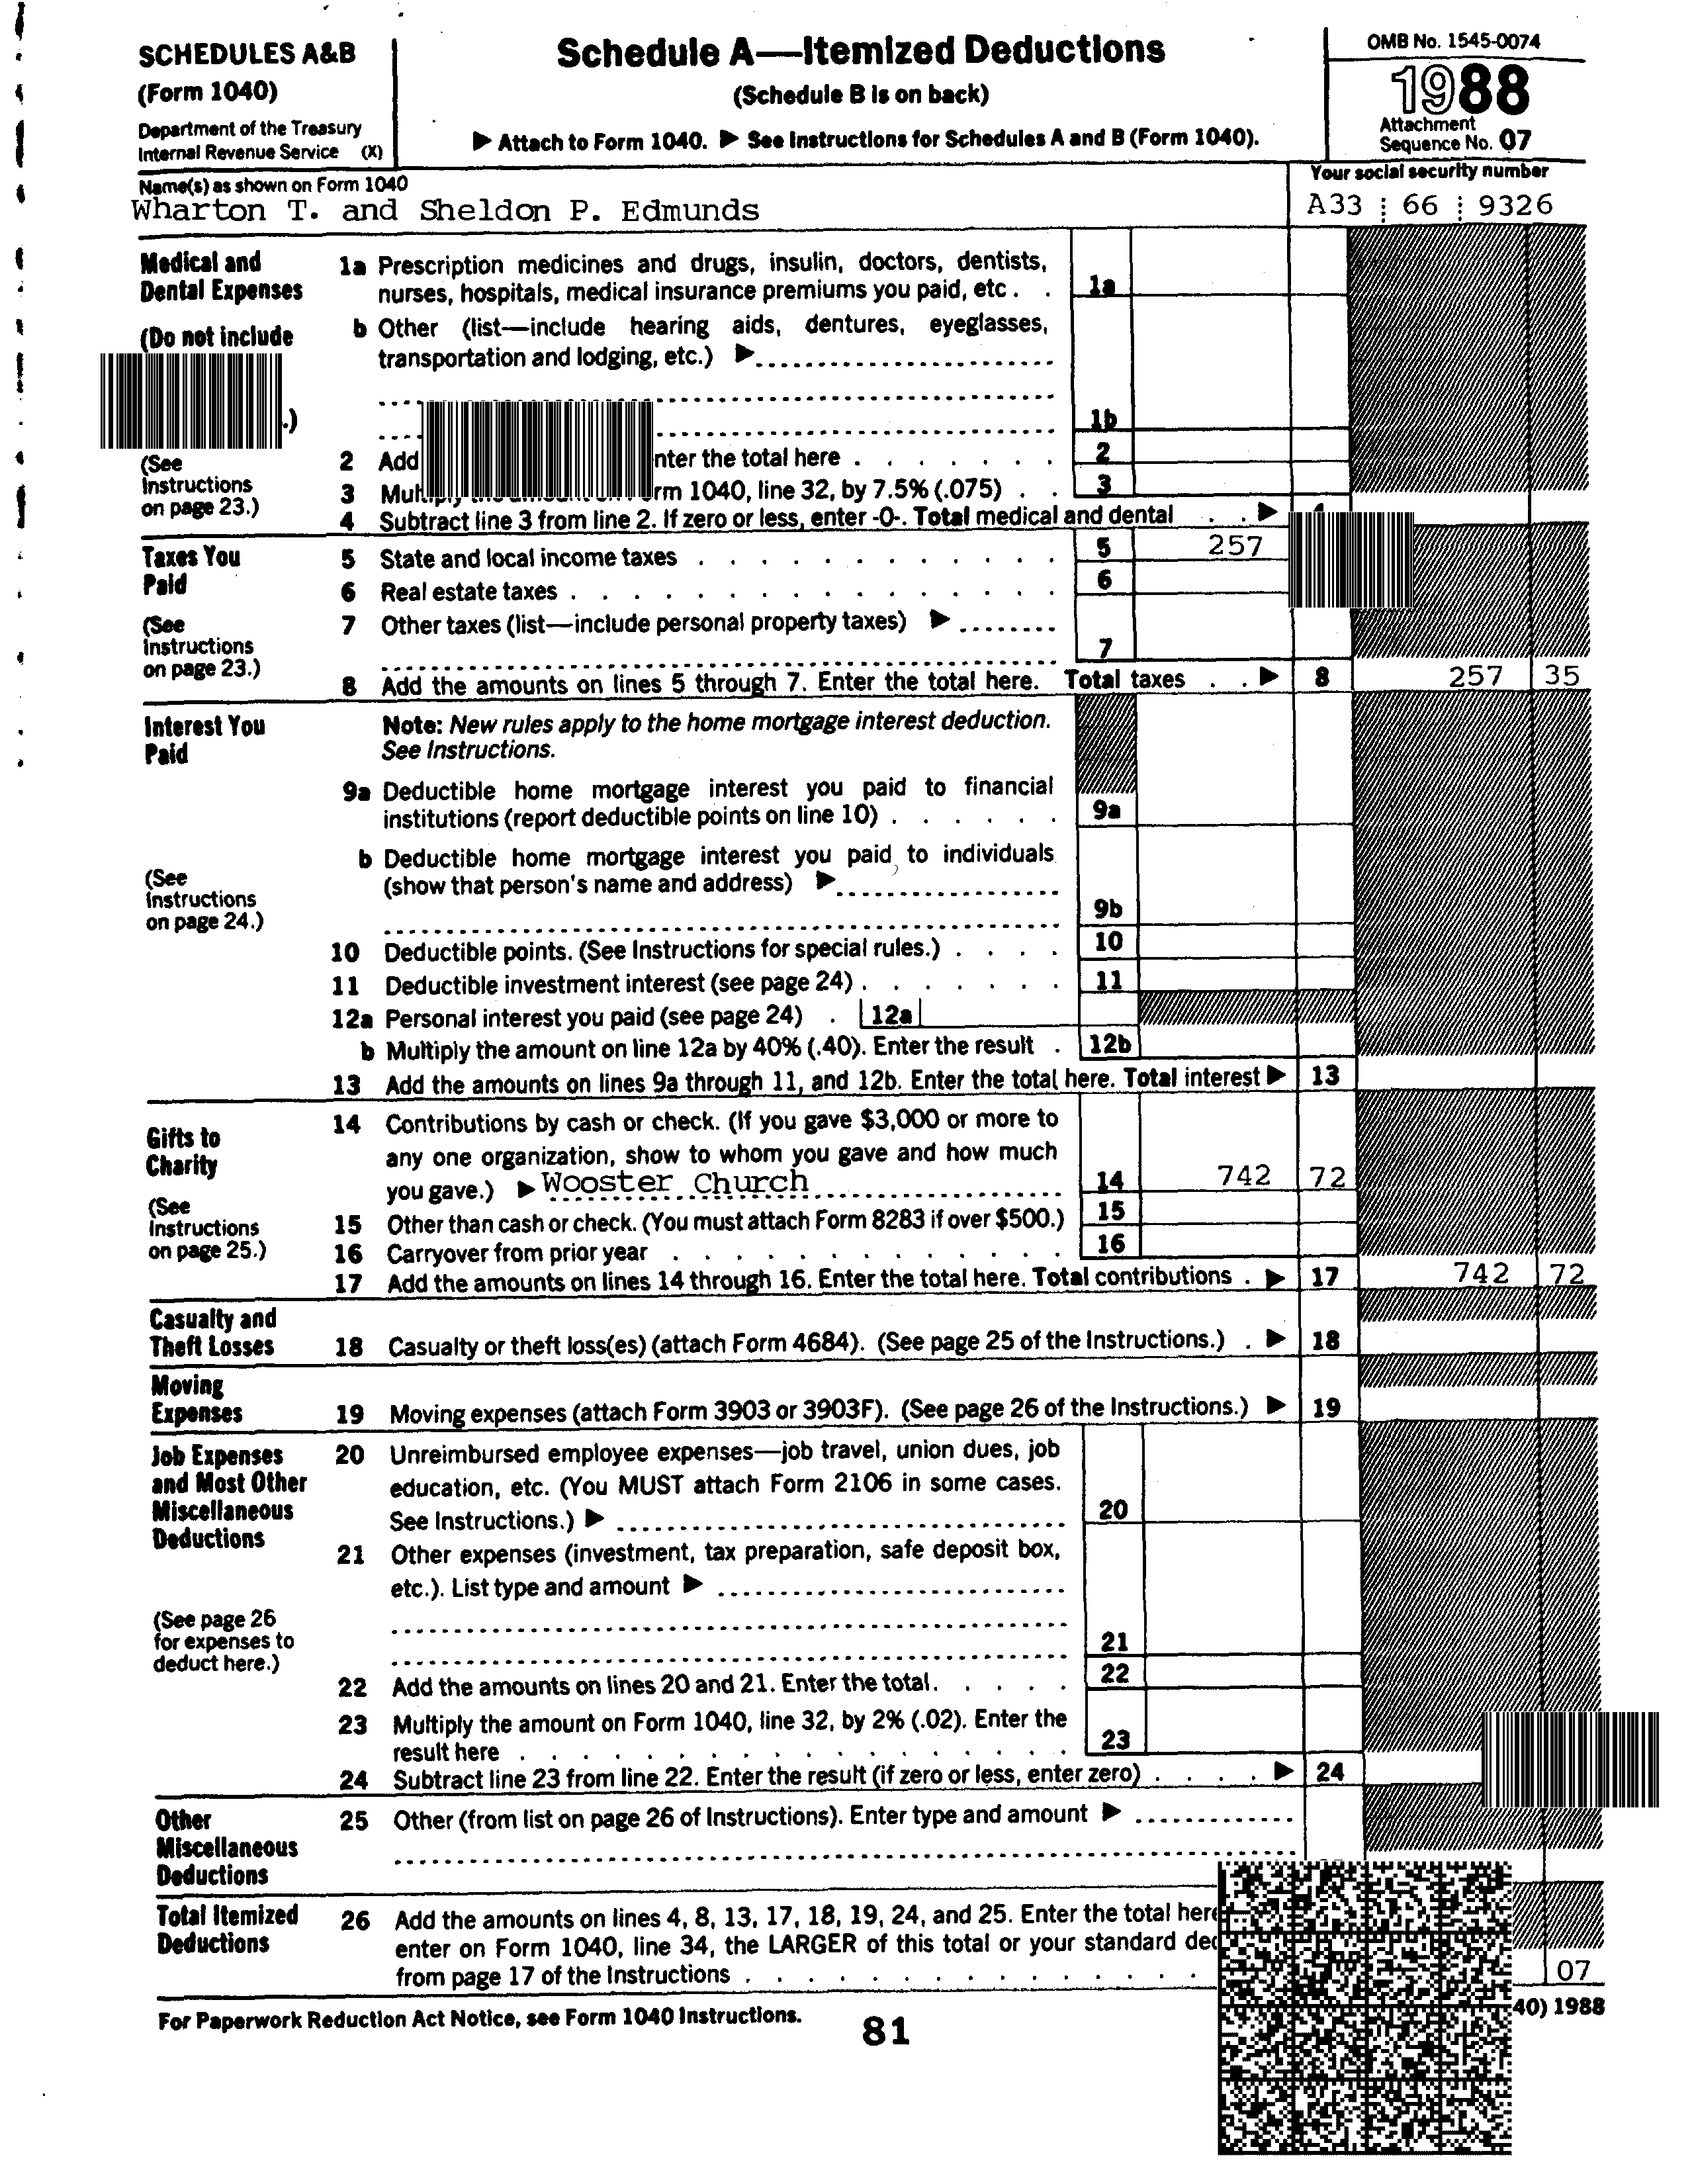 SCHEDULES A&B
(Form 1040)
Department of the Treasury
Internal Revenue Service (X)
Schedule A—Itemized Deductions
(Schedule B is on back)
▶ Attach to Form 1040. ▶ See Instructions for Schedules A and B (Form 1040).
OMB No. 1545-0074
1988
Attachment
Sequence No. 07
Name(s) as shown on Form 1040
Wharton T. and Sheldon P. Edmunds
Your social security number
A33 66 9326
Medical and
Dental Expenses
(Do not include
.)
(See
Instructions
on page 23.)
1a Prescription medicines and drugs, insulin, doctors, dentists,
nurses, hospitals, medical insurance premiums you paid, etc . . 1a
b Other (list—include hearing aids, dentures, eyeglasses,
transportation and lodging, etc.) ▶
1b
2 Add nter the total here . . . . . . . 2
3 rm 1040, line 32, by 7.5% (.075) . . 3
4 Subtract line 3 from line 2. If zero or less, enter -0-. Total medical and dental . . ▶
Taxes You
Paid
(See
Instructions
on page 23.)
5 State and local income taxes . . . . . . . . . . . . 5 257
6 Real estate taxes . . . . . . . . . . . . . . . . 6
7 Other taxes (list—include personal property taxes) ▶
7
8 Add the amounts on lines 5 through 7. Enter the total here. Total taxes . . ▶ 8 257 35
Interest You
Paid
(See
Instructions
on page 24.)
Note: New rules apply to the home mortgage interest deduction.
See Instructions.
9a Deductible home mortgage interest you paid to financial
institutions (report deductible points on line 10) . . . . . . 9a
b Deductible home mortgage interest you paid to individuals
(show that person's name and address) ▶
9b
10 Deductible points. (See Instructions for special rules.) . . . . 10
11 Deductible investment interest (see page 24) . . . . . . . 11
12a Personal interest you paid (see page 24) . 12a
b Multiply the amount on line 12a by 40% (.40). Enter the result . 12b
13 Add the amounts on lines 9a through 11, and 12b. Enter the total here. Total interest ▶ 13
Gifts to
Charity
(See
Instructions
on page 25.)
14 Contributions by cash or check. (If you gave $3,000 or more to
any one organization, show to whom you gave and how much
you gave.) ▶ Wooster Church 14 742 72
15 Other than cash or check. (You must attach Form 8283 if over $500.) 15
16 Carryover from prior year . . . . . . . . . . . . . 16
17 Add the amounts on lines 14 through 16. Enter the total here. Total contributions . ▶ 17 742 72
Casualty and
Theft Losses
18 Casualty or theft loss(es) (attach Form 4684). (See page 25 of the Instructions.) . ▶ 18
Moving
Expenses
19 Moving expenses (attach Form 3903 or 3903F). (See page 26 of the Instructions.) ▶ 19
Job Expenses
and Most Other
Miscellaneous
Deductions
(See page 26
for expenses to
deduct here.)
20 Unreimbursed employee expenses—job travel, union dues, job
education, etc. (You MUST attach Form 2106 in some cases.
See Instructions.) ▶ 20
21 Other expenses (investment, tax preparation, safe deposit box,
etc.). List type and amount ▶
21
22 Add the amounts on lines 20 and 21. Enter the total. . . . . 22
23 Multiply the amount on Form 1040, line 32, by 2% (.02). Enter the
result here . . . . . . . . . . . . . . . . . 23
24 Subtract line 23 from line 22. Enter the result (if zero or less, enter zero) . . . . ▶ 24
Other
Miscellaneous
Deductions
25 Other (from list on page 26 of Instructions). Enter type and amount ▶
Total Itemized
Deductions
26 Add the amounts on lines 4, 8, 13, 17, 18, 19, 24, and 25. Enter the total here
enter on Form 1040, line 34, the LARGER of this total or your standard ded
from page 17 of the Instructions . . . . . . . . . . . . . 07
For Paperwork Reduction Act Notice, see Form 1040 Instructions.
81
40) 1988